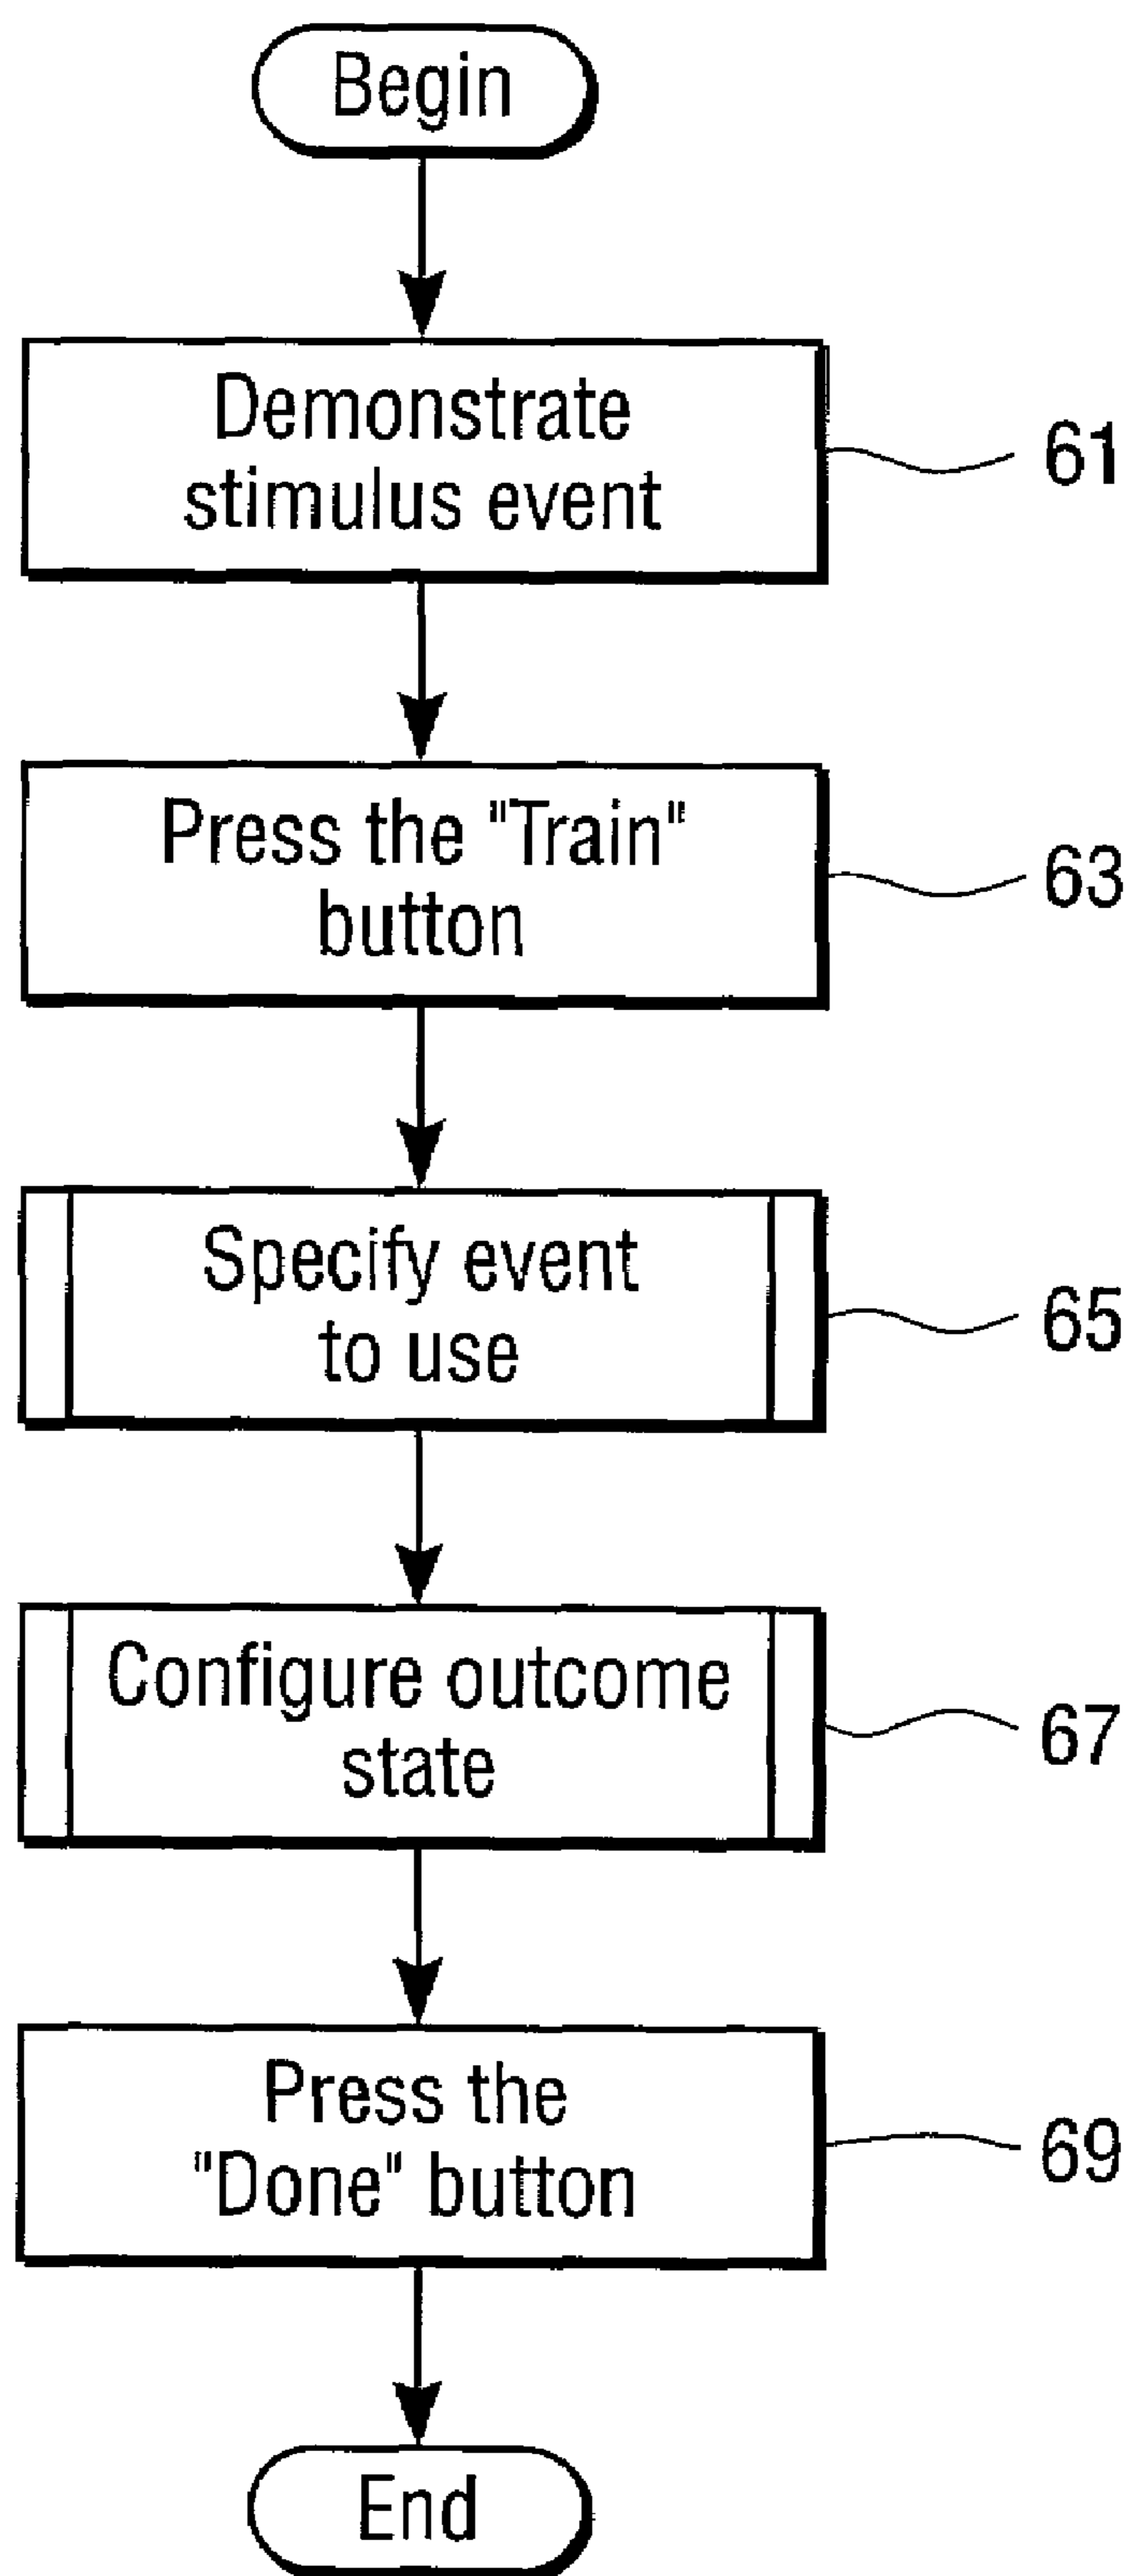 Begin
Demonstrate
stimulus event
61
Press the "Train"
button
63
Specify event
to use
65
Configure outcome
state
67
Press the
"Done" button
69
End